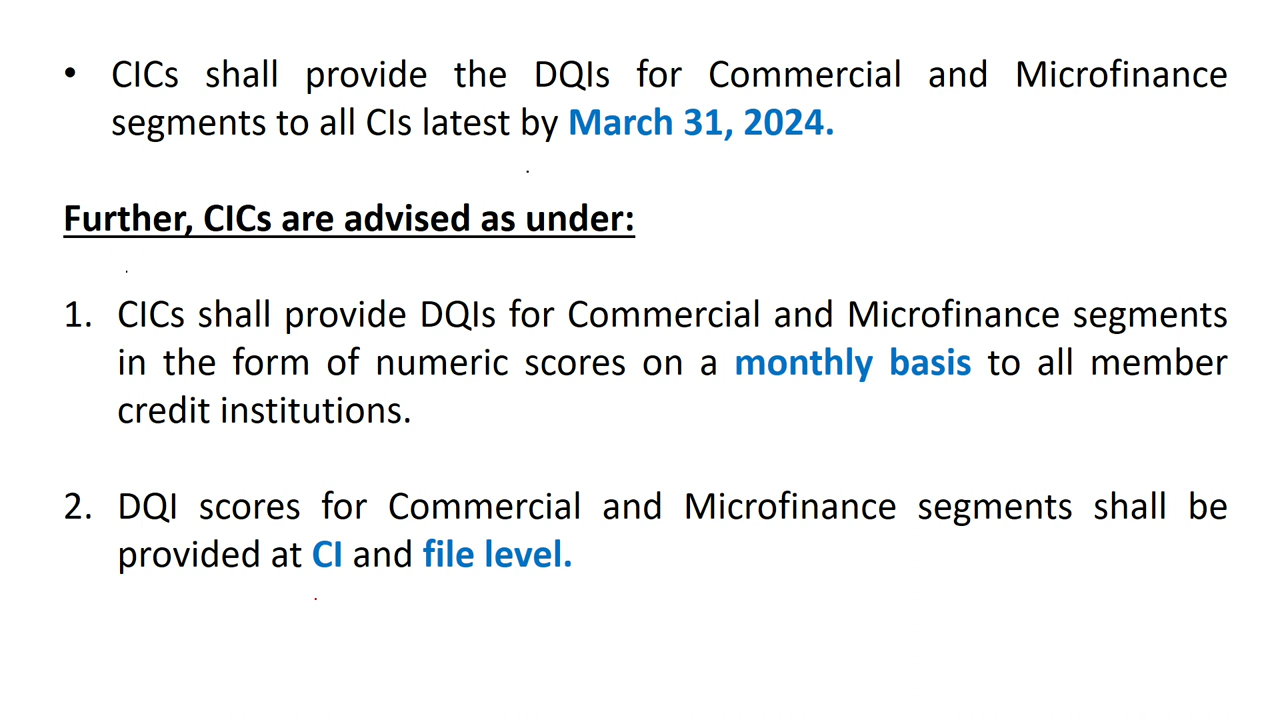 • CICs shall provide the DQIs for Commercial and Microfinance
segments to all CIs latest by March 31, 2024.
Further, CICs are advised as under:
1. CICs shall provide DQIs for Commercial and Microfinance segments
in the form of numeric scores on a monthly basis to all member
credit institutions.
2. DQI scores for Commercial and Microfinance segments shall be
provided at CI and file level.